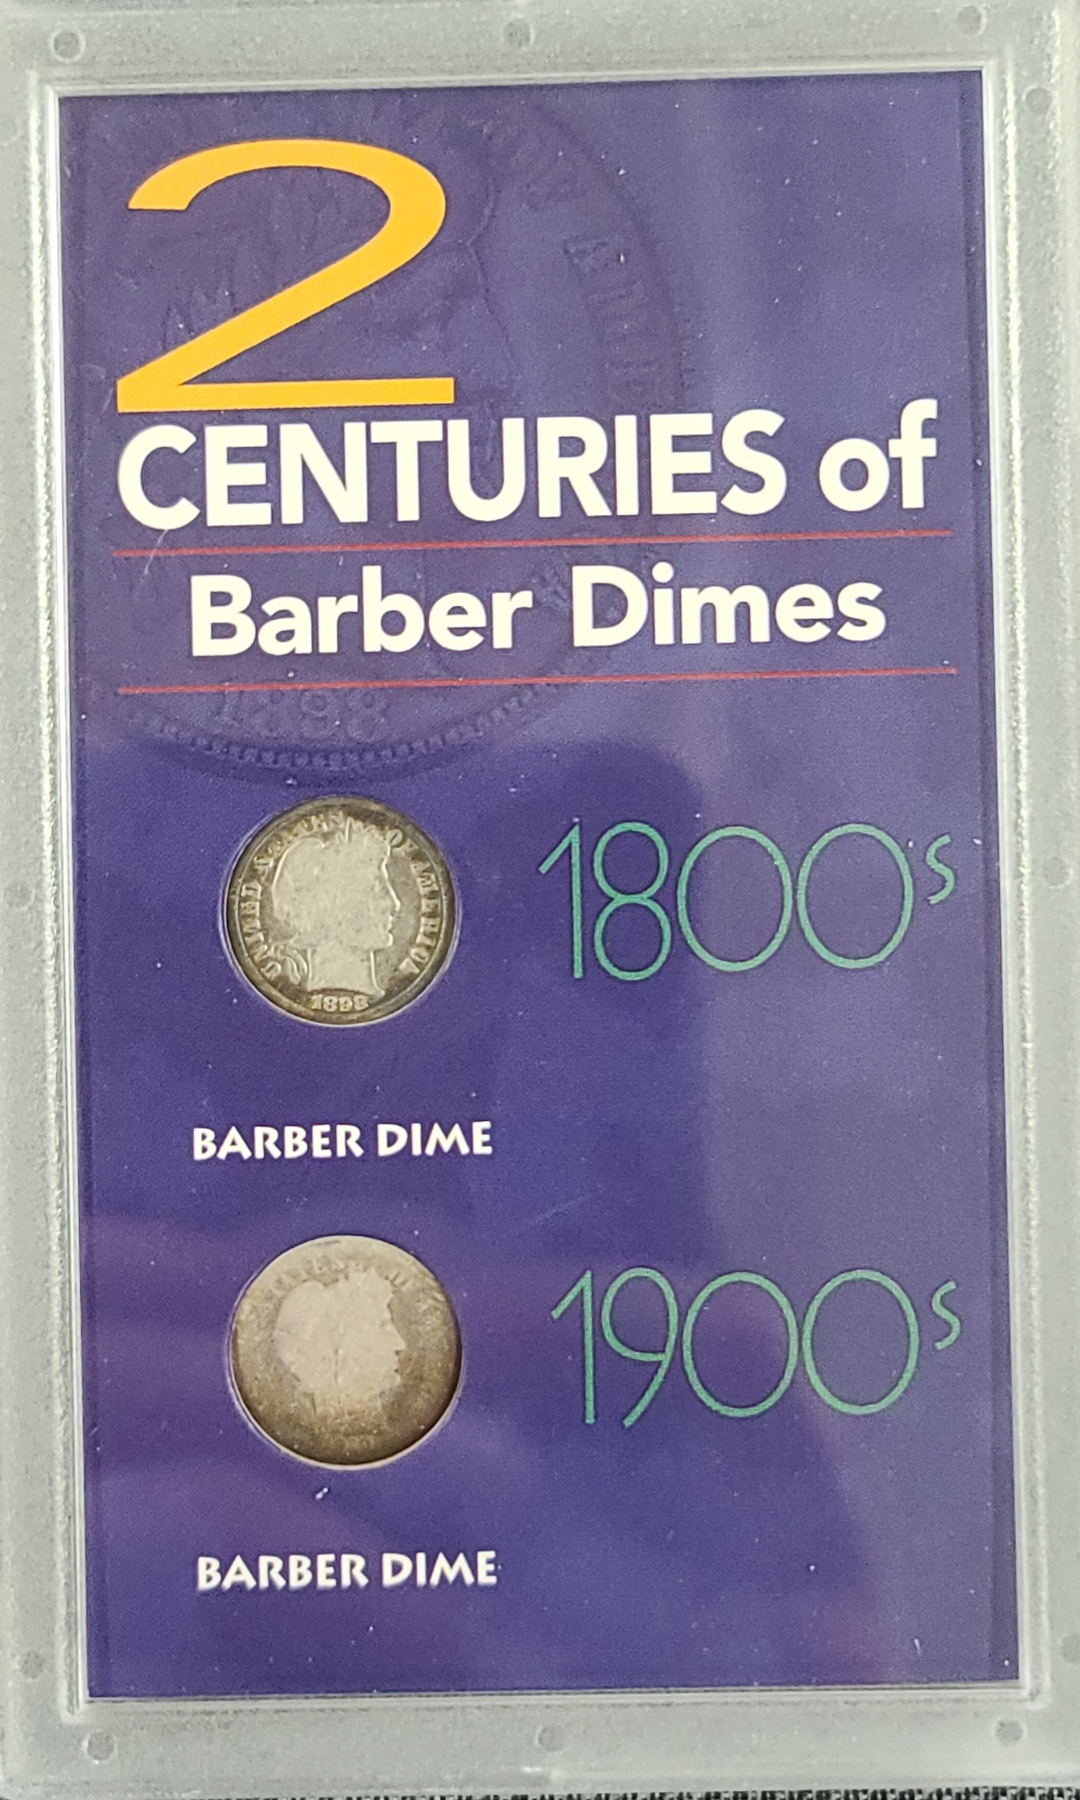 2
CENTURIES of
Barber Dimes
1898
UNITED STATES OF AMERICA
1800s
BARBER DIME
1900s
BARBER DIME